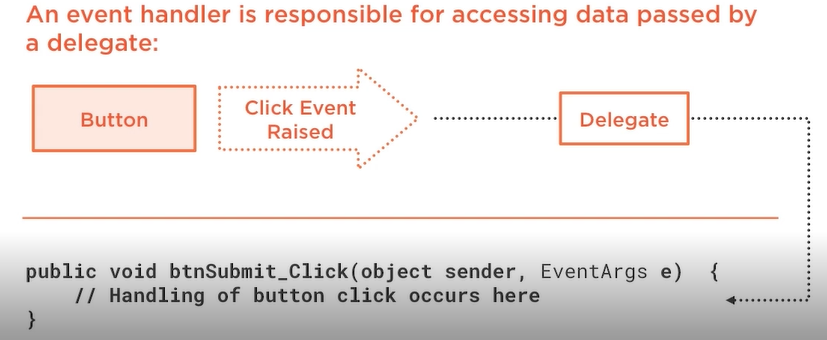 An event handler is responsible for accessing data passed by
a delegate:
Button
Click Event
Raised
Delegate
public void btnSubmit_Click(object sender, EventArgs e)  {
    // Handling of button click occurs here
}